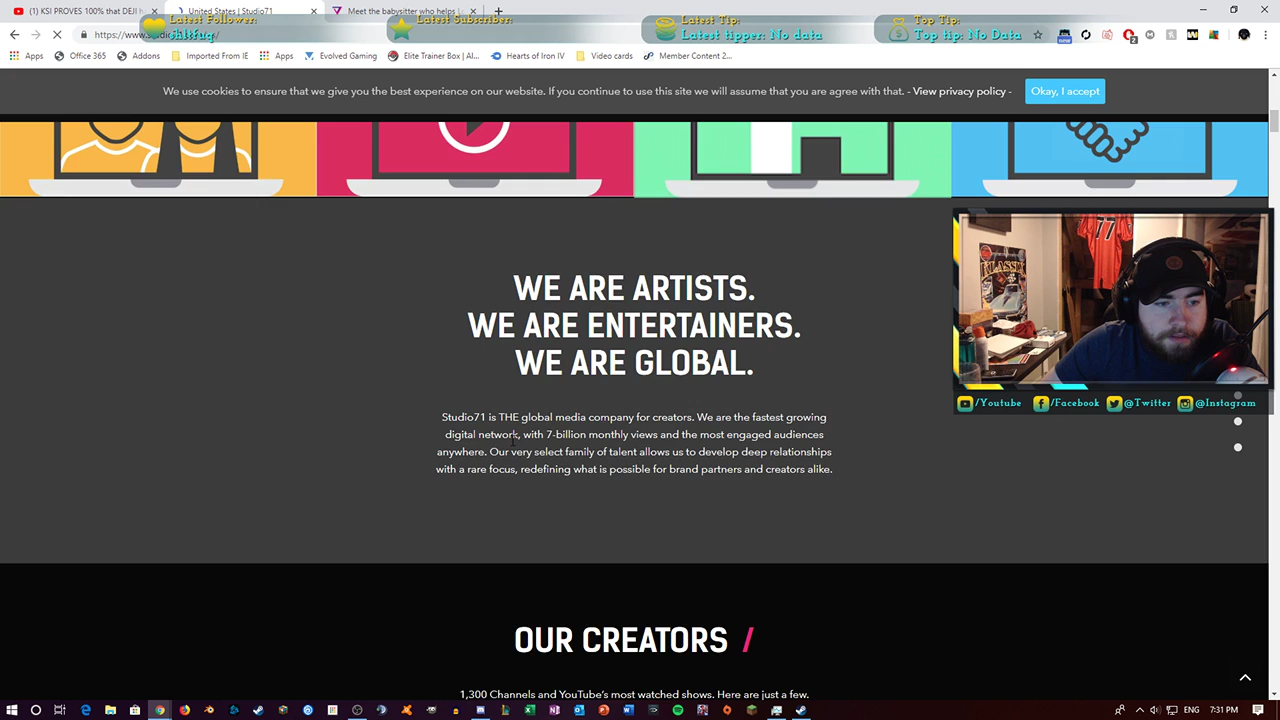 (1) KSI PROVES 100% that DEJI h
United States | Studio71
Meet the babysitter who helps L
Latest Follower:
Latest Subscriber:
Latest Tip:
Latest tipper: No data
Top Tip:
Top tip: No Data
https://www.
Apps
Office 365
Addons
Imported From IE
Apps
Evolved Gaming
Elite Trainer Box | Al...
Hearts of Iron IV
Video cards
Member Content 2...
We use cookies to ensure that we give you the best experience on our website. If you continue to use this site we will assume that you are agree with that. - View privacy policy -
Okay, I accept
WE ARE ARTISTS.
WE ARE ENTERTAINERS.
WE ARE GLOBAL.
Studio71 is THE global media company for creators. We are the fastest growing
digital network, with 7-billion monthly views and the most engaged audiences
anywhere. Our very select family of talent allows us to develop deep relationships
with a rare focus, redefining what is possible for brand partners and creators alike.
77
KLASSIK
/Youtube
/Facebook
@Twitter
@Instagram
OUR CREATORS /
1,300 Channels and YouTube's most watched shows. Here are just a few.
ENG
7:31 PM